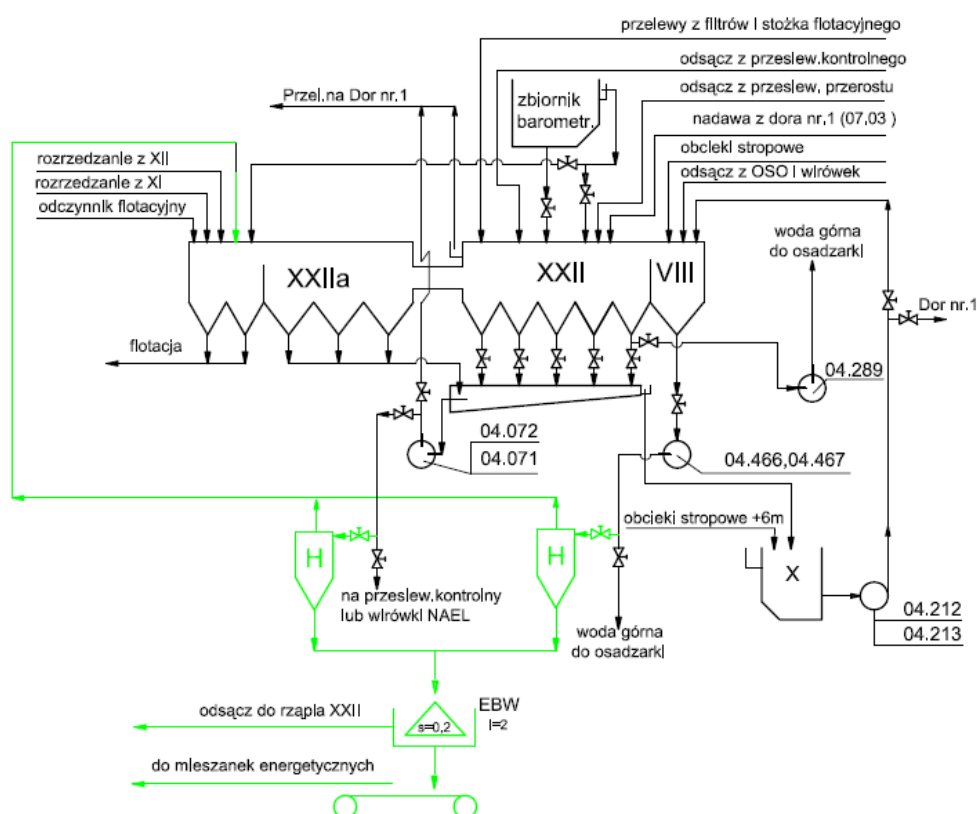 przelewy z filtrów i stożka flotacyjnego
odsącz z przesiew.kontrolnego
Przel.na Dor nr.1
zbiornik
barometr.
odsącz z przesiew, przerostu
nadawa z dora nr.1 (07,03 )
obcieki stropowe
odsącz z OSO i wirówek
rozrzedzanie z XII
rozrzedzanie z XI
odczynnik flotacyjny
woda górna
do osadzarki
XXIIa
XXII
VIII
Dor nr.1
flotacja
04.289
04.072
04.071
04.466,04.467
obcieki stropowe +6m
H
H
X
na przesiew.kontrolny
lub wirówki NAEL
woda górna
do osadzarki
04.212
04.213
odsącz do rząpia XXII
EBW
i=2
s=0,2
do mieszanek energetycznych